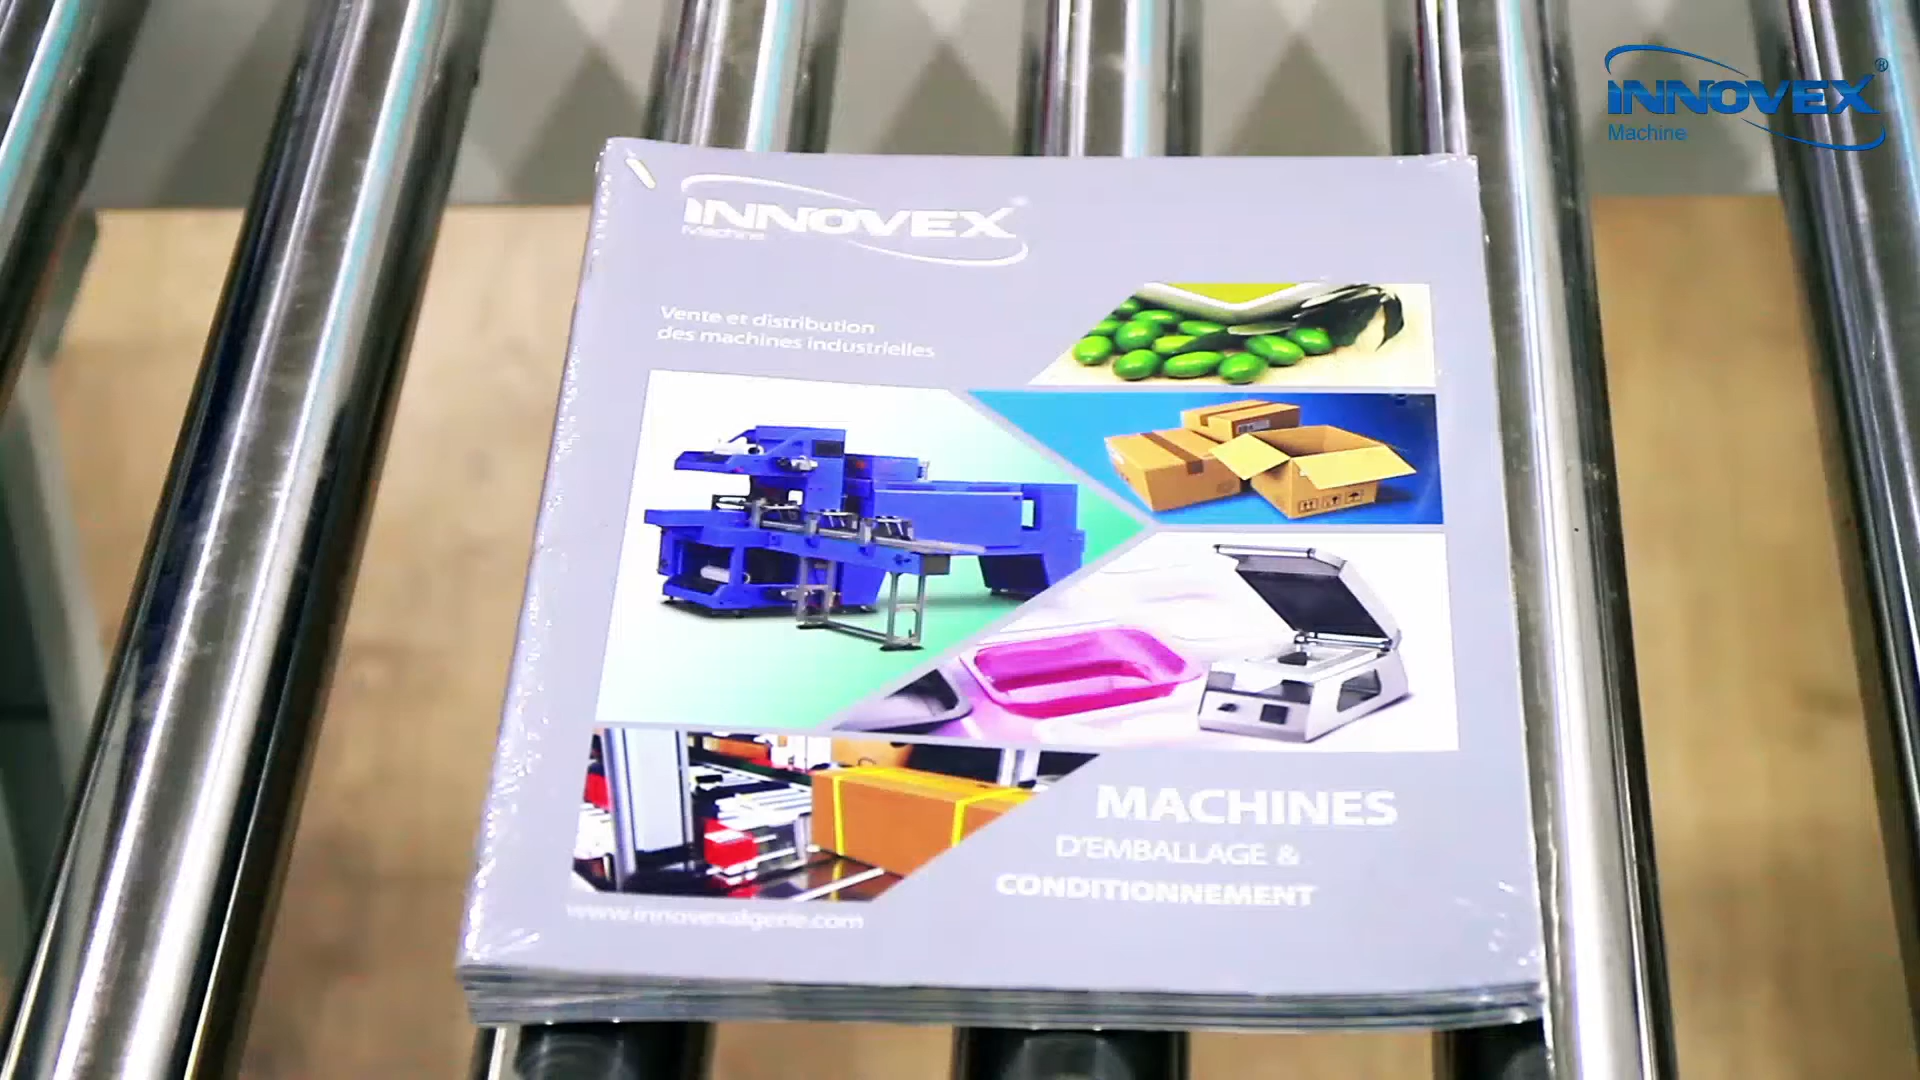 INNOVEX®
Machine
INNOVEX®
Machine
Vente et distribution
des machines industrielles
MACHINES
D'EMBALLAGE &
CONDITIONNEMENT
www.innovexalgerie.com